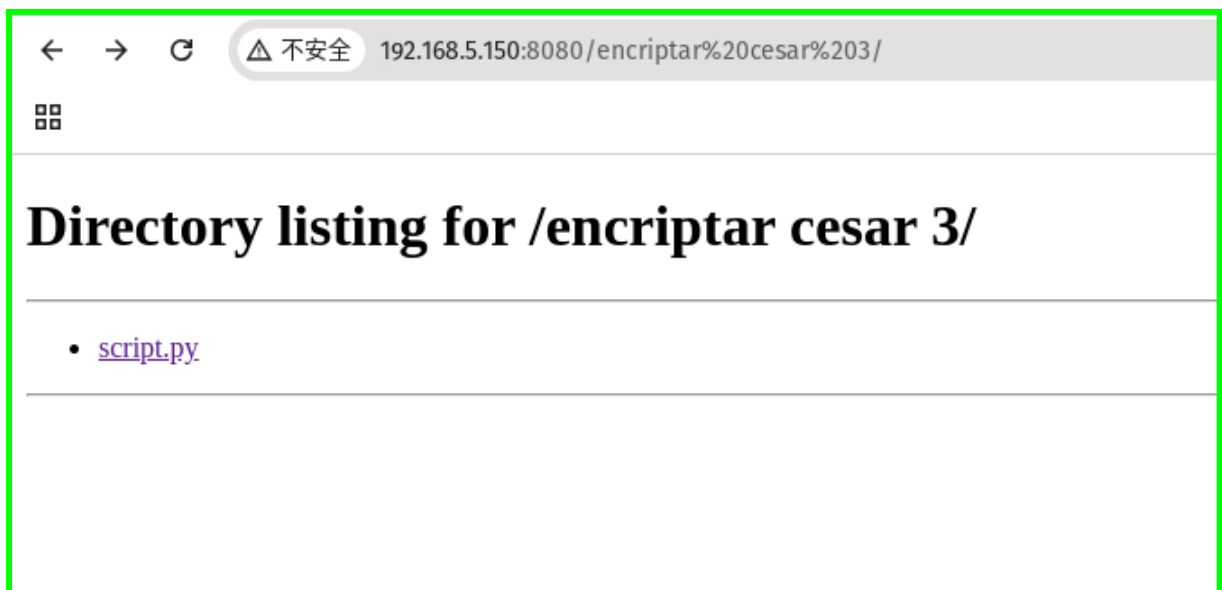 不安全 192.168.5.150:8080/encriptar%20cesar%203/
Directory listing for /encriptar cesar 3/
script.py